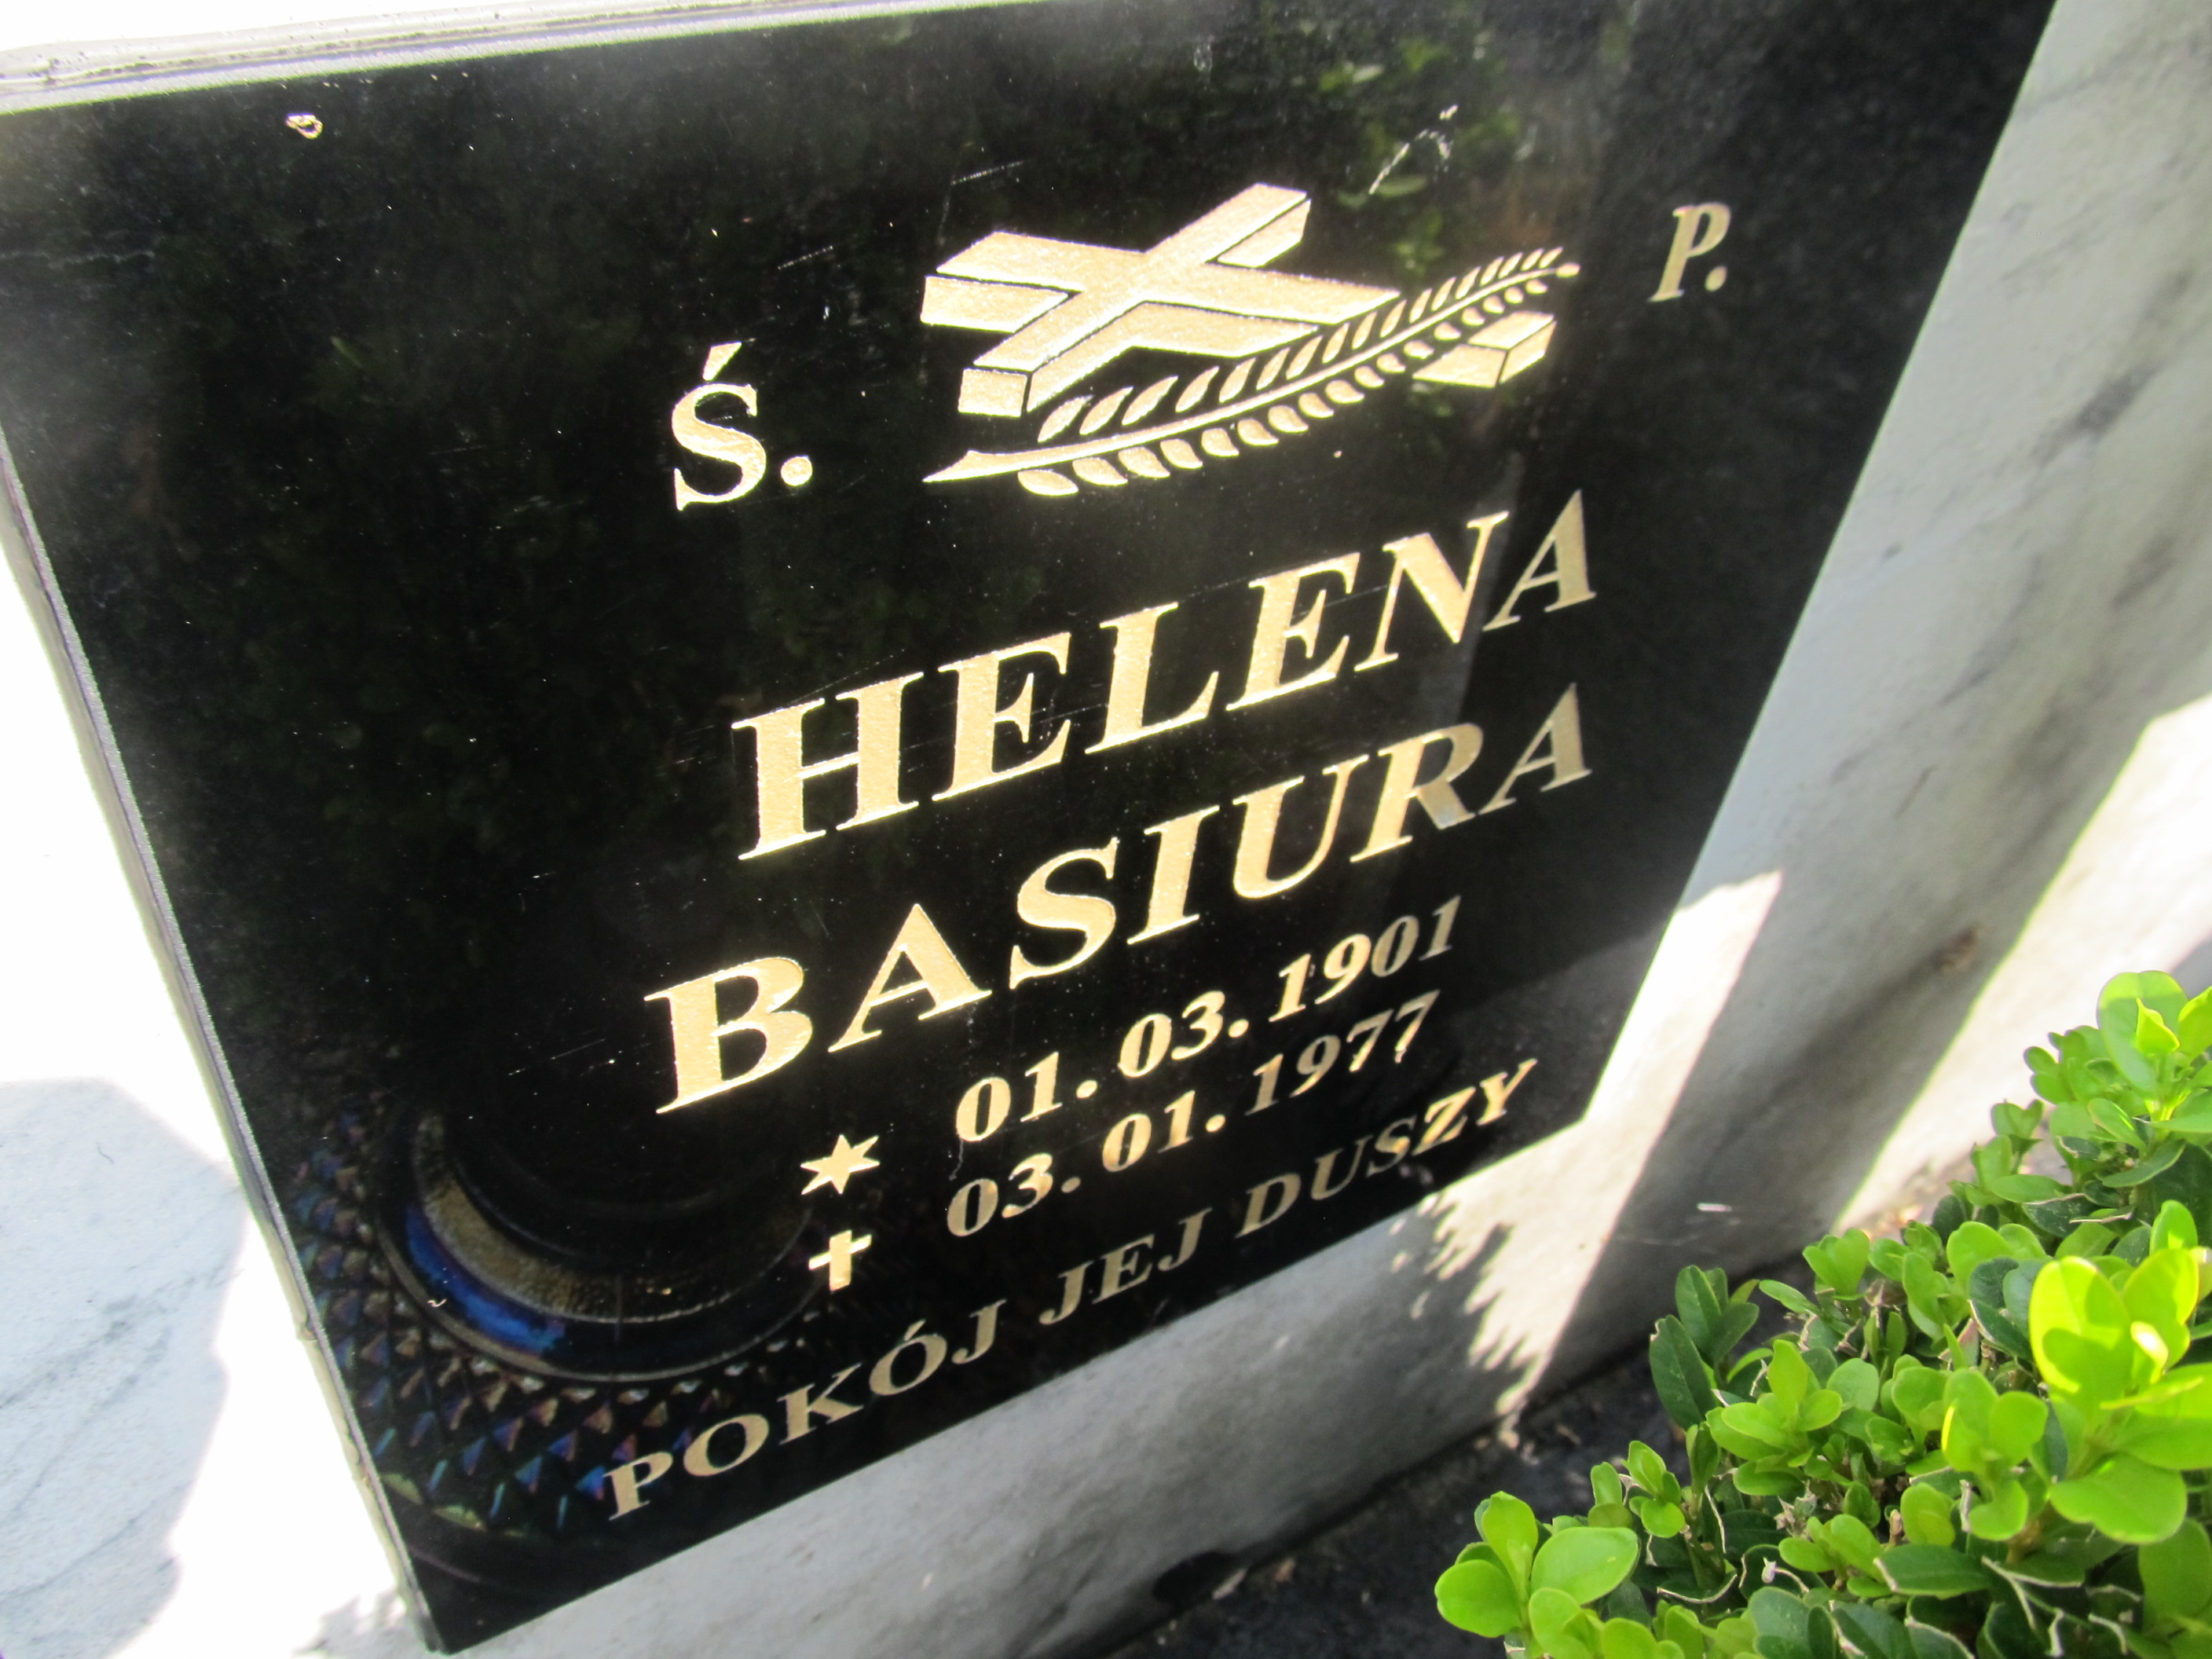 Ś. P.
HELENA
BASIURA
01. 03. 1901
03. 01. 1977
POKÓJ JEJ DUSZY